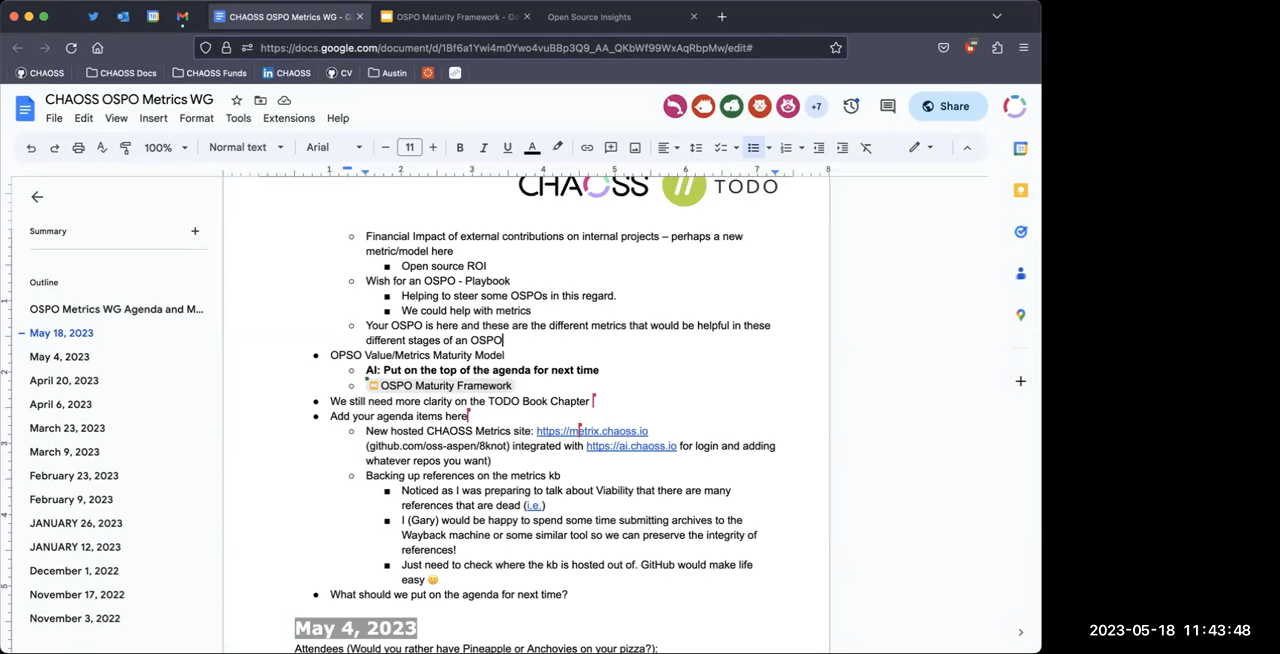 CHAOSS OSPO Metrics WG - G
OSPO Maturity Framework - Go
Open Source Insights
https://docs.google.com/document/d/1Bf6a1Ywi4m0Ywo4vuBBp3Q9_AA_QKbWf99WxAqRbpMw/edit#
CHAOSS
CHAOSS Docs
CHAOSS Funds
CHAOSS
CV
Austin
CHAOSS OSPO Metrics WG
+7
Share
File Edit View Insert Format Tools Extensions Help
100%
Normal text
Arial
11
1 2 3 4 5 6 7 8
CHAOSS TODO
Summary
Outline
OSPO Metrics WG Agenda and M...
May 18, 2023
May 4, 2023
April 20, 2023
April 6, 2023
March 23, 2023
March 9, 2023
February 23, 2023
February 9, 2023
JANUARY 26, 2023
JANUARY 12, 2023
December 1, 2022
November 17, 2022
November 3, 2022
Financial Impact of external contributions on internal projects – perhaps a new
metric/model here
Open source ROI
Wish for an OSPO - Playbook
Helping to steer some OSPOs in this regard.
We could help with metrics
Your OSPO is here and these are the different metrics that would be helpful in these
different stages of an OSPO
OPSO Value/Metrics Maturity Model
AI: Put on the top of the agenda for next time
OSPO Maturity Framework
We still need more clarity on the TODO Book Chapter
Add your agenda items here
New hosted CHAOSS Metrics site: https://metrix.chaoss.io
(github.com/oss-aspen/8knot) integrated with https://ai.chaoss.io for login and adding
whatever repos you want)
Backing up references on the metrics kb
Noticed as I was preparing to talk about Viability that there are many
references that are dead (i.e.)
I (Gary) would be happy to spend some time submitting archives to the
Wayback machine or some similar tool so we can preserve the integrity of
references!
Just need to check where the kb is hosted out of. GitHub would make life
easy
What should we put on the agenda for next time?
May 4, 2023
Attendees (Would you rather have Pineapple or Anchovies on your pizza?):
2023-05-18 11:43:48